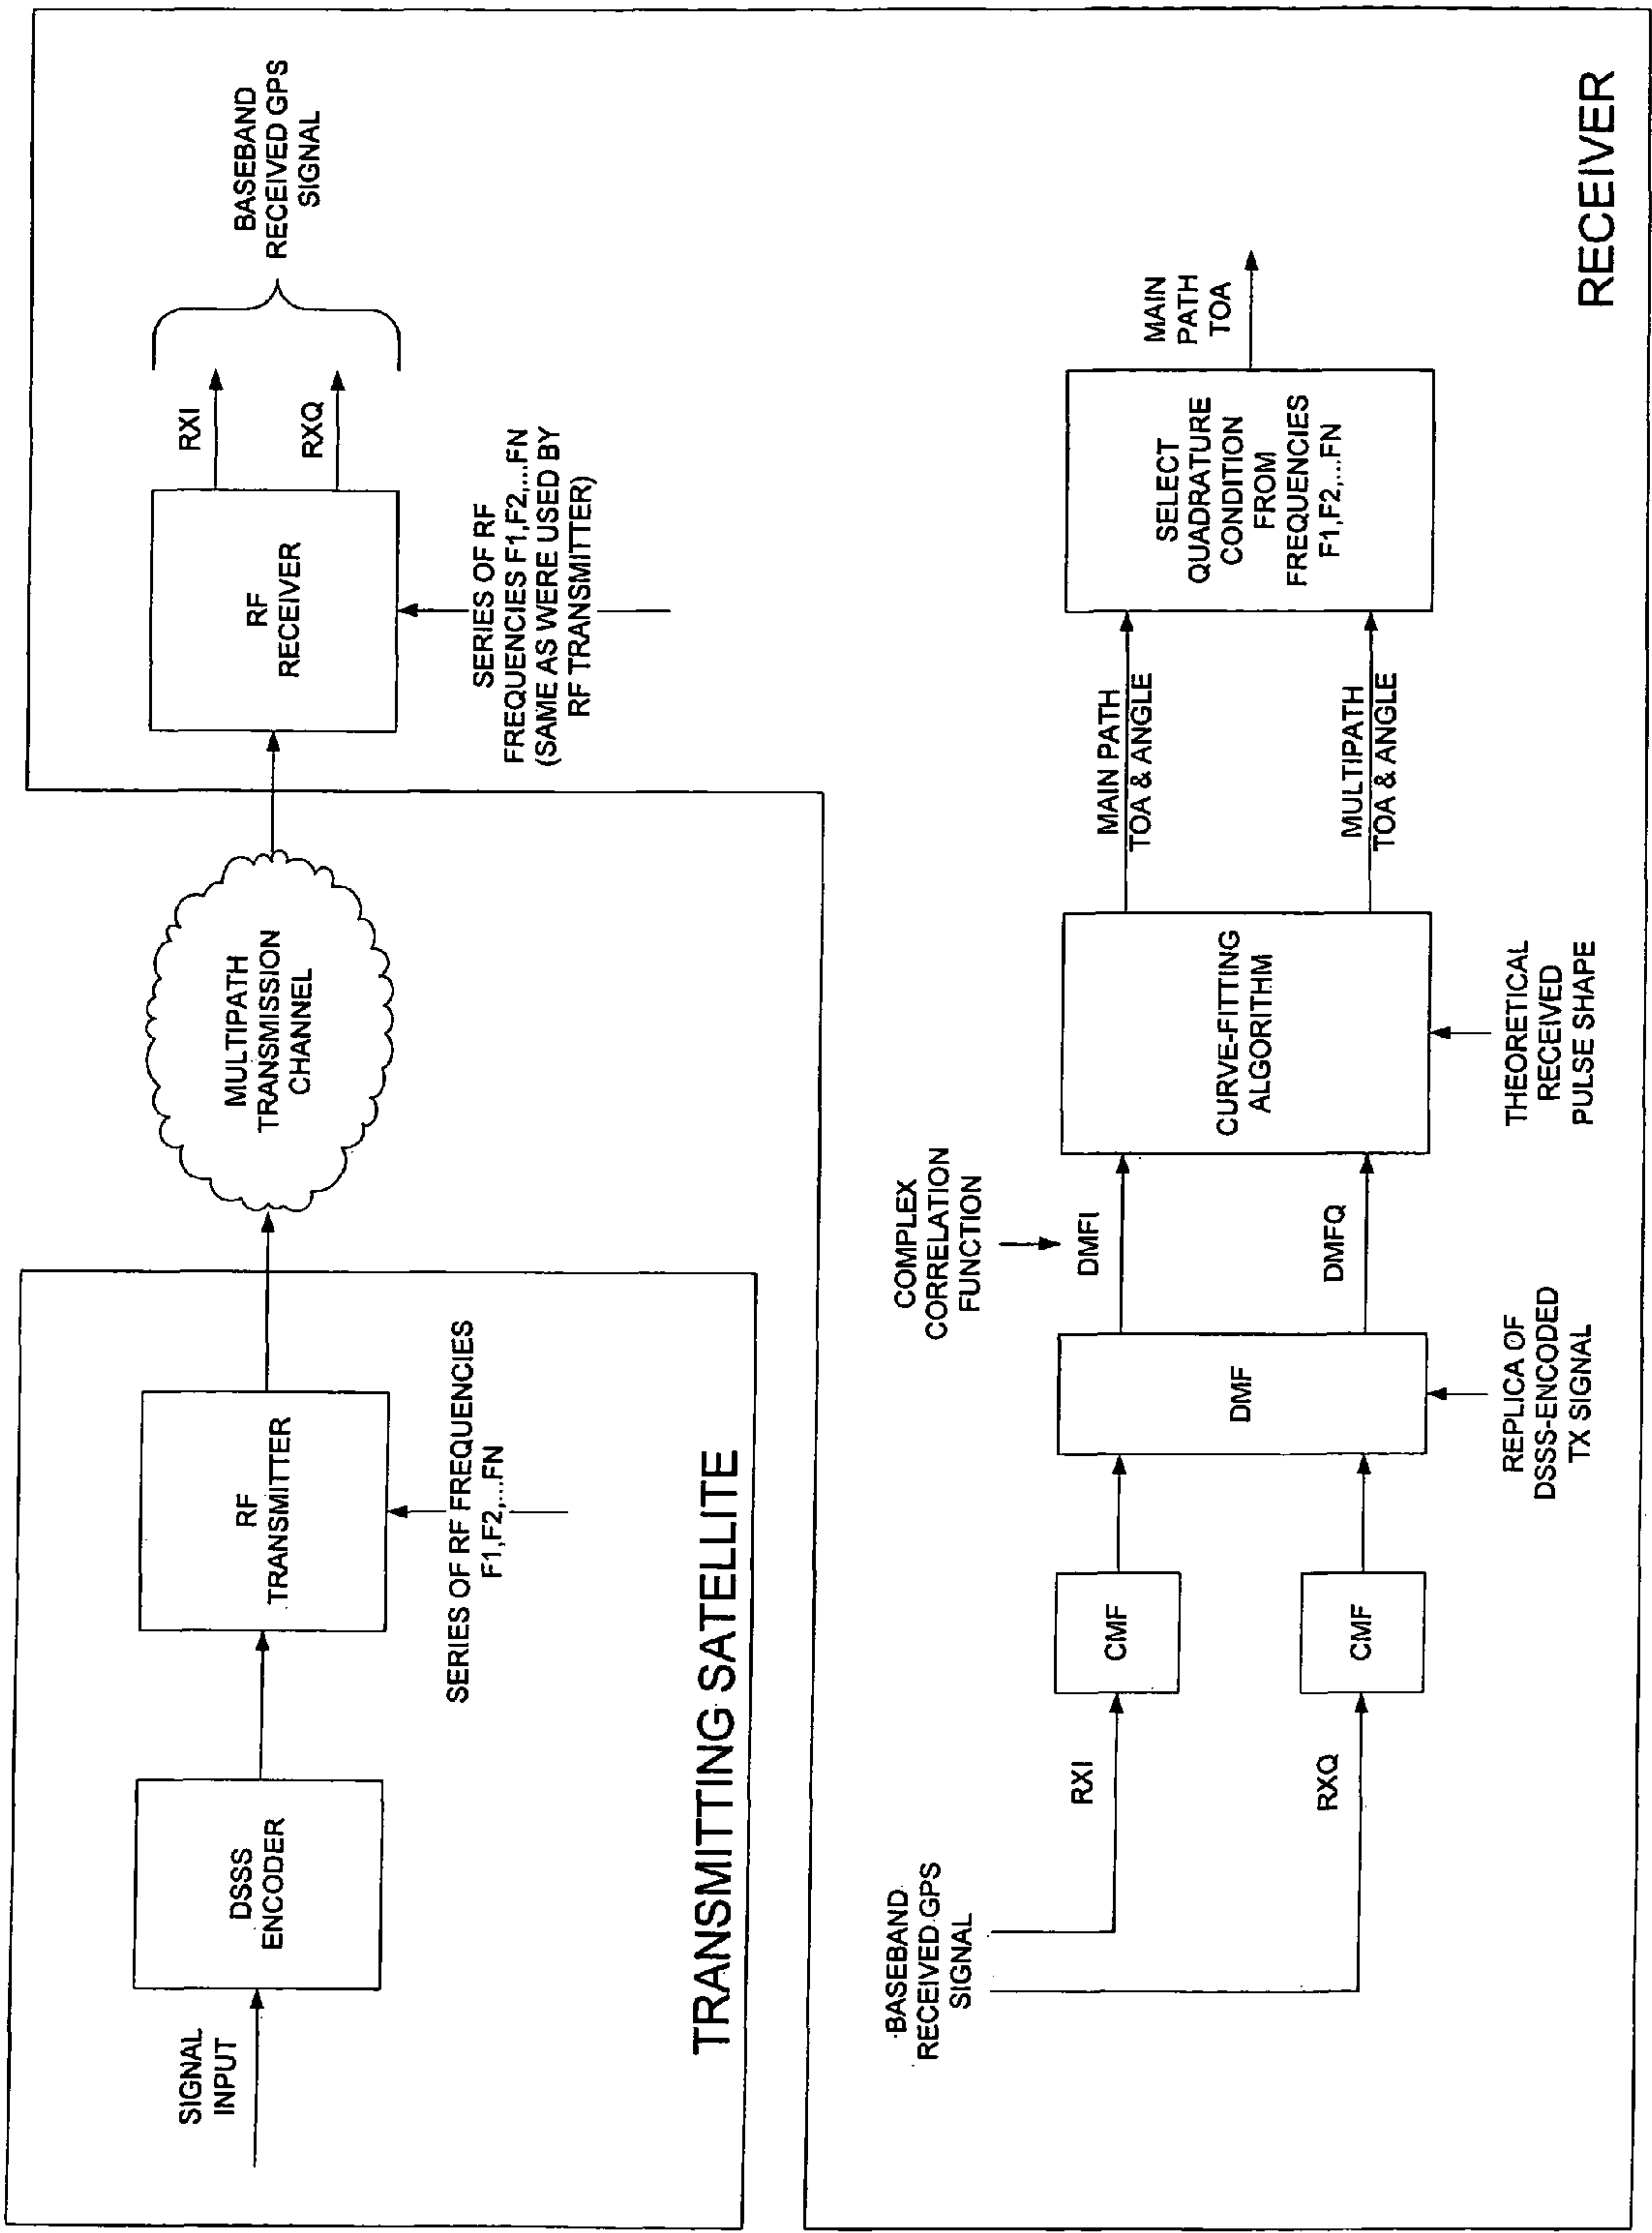 SIGNAL
INPUT
DSSS
ENCODER
RF
TRANSMITTER
SERIES OF RF FREQUENCIES
F1,F2,...FN
TRANSMITTING SATELLITE
MULTIPATH
TRANSMISSION
CHANNEL
RF
RECEIVER
SERIES OF RF
FREQUENCIES F1,F2,...FN
(SAME AS WERE USED BY
RF TRANSMITTER)
RXI
RXQ
BASEBAND
RECEIVED GPS
SIGNAL
BASEBAND
RECEIVED GPS
SIGNAL
RXI
RXQ
CMF
CMF
DMF
REPLICA OF
DSSS-ENCODED
TX SIGNAL
COMPLEX
CORRELATION
FUNCTION
DMFI
DMFQ
CURVE-FITTING
ALGORITHM
THEORETICAL
RECEIVED
PULSE SHAPE
MAIN PATH
TOA & ANGLE
MULTIPATH
TOA & ANGLE
SELECT
QUADRATURE
CONDITION
FROM
FREQUENCIES
F1,F2,...FN
MAIN
PATH
TOA
RECEIVER